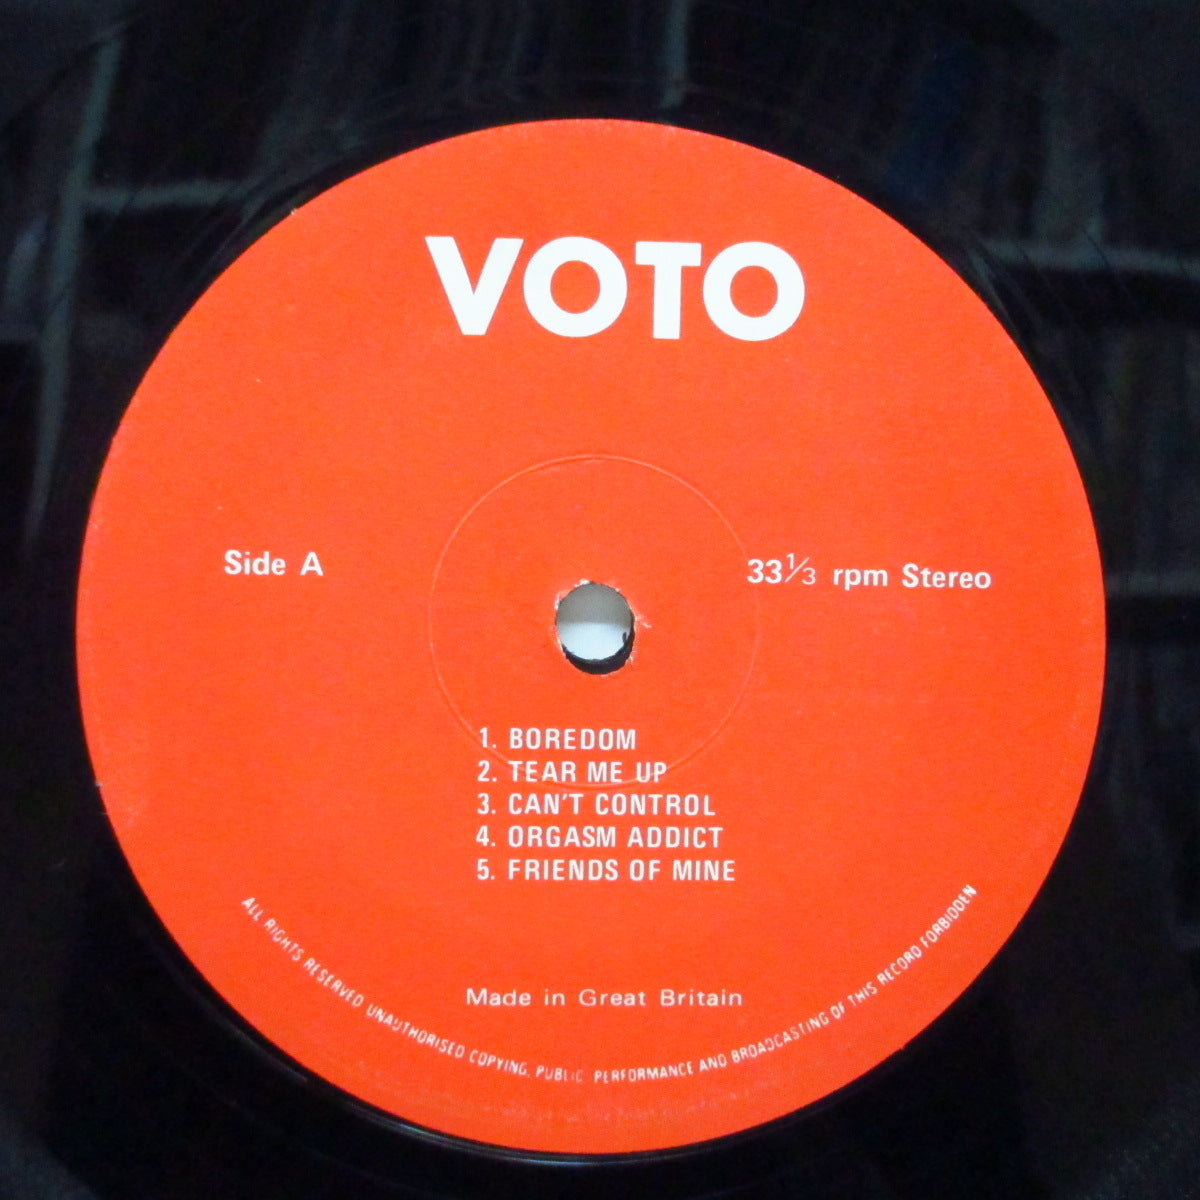 VOTO
Side A
33⅓ rpm Stereo
1. BOREDOM
2. TEAR ME UP
3. CAN'T CONTROL
4. ORGASM ADDICT
5. FRIENDS OF MINE
Made in Great Britain
ALL RIGHTS RESERVED UNAUTHORISED COPYING, PUBLIC PERFORMANCE AND BROADCASTING OF THIS RECORD FORBIDDEN